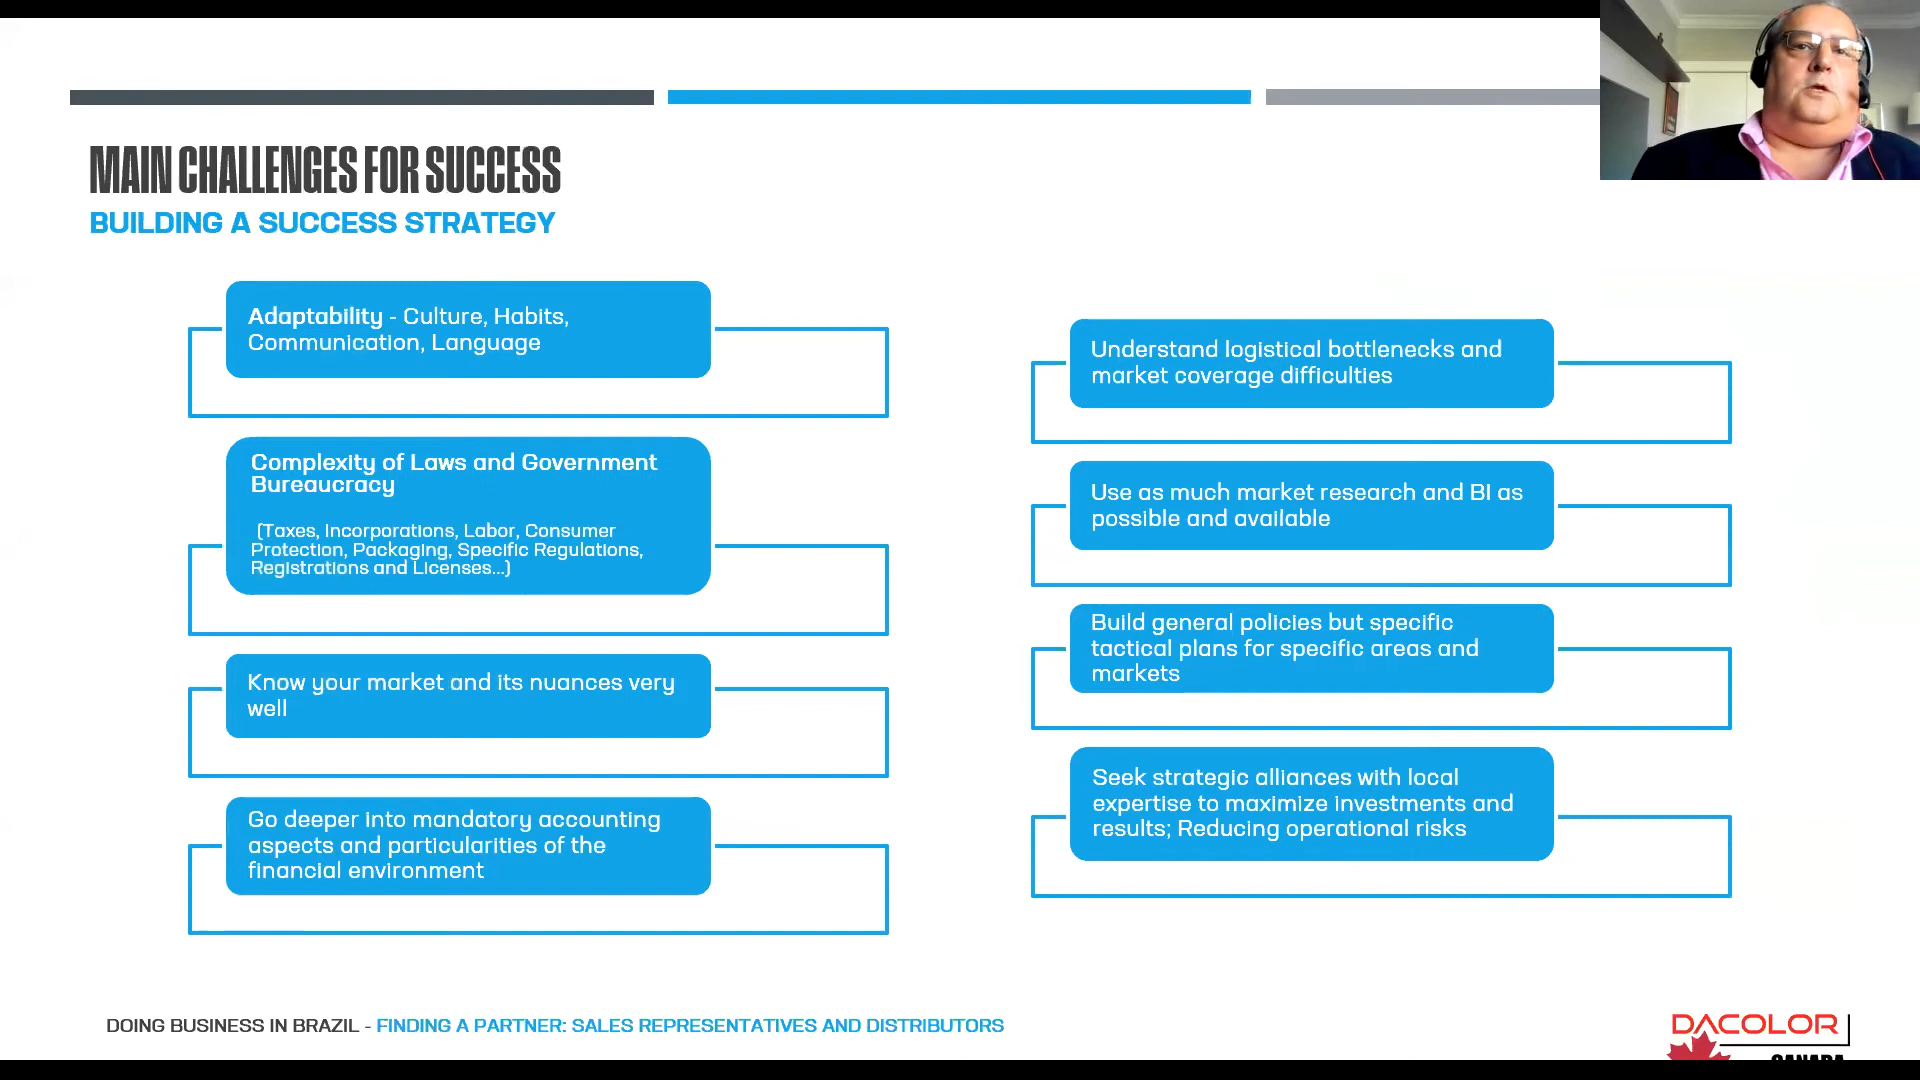 MAIN CHALLENGES FOR SUCCESS
BUILDING A SUCCESS STRATEGY
Adaptability - Culture, Habits,
Communication, Language
Complexity of Laws and Government
Bureaucracy
(Taxes, Incorporations, Labor, Consumer
Protection, Packaging, Specific Regulations,
Registrations and Licenses...)
Know your market and its nuances very
well
Go deeper into mandatory accounting
aspects and particularities of the
financial environment
Understand logistical bottlenecks and
market coverage difficulties
Use as much market research and BI as
possible and available
Build general policies but specific
tactical plans for specific areas and
markets
Seek strategic alliances with local
expertise to maximize investments and
results; Reducing operational risks
DOING BUSINESS IN BRAZIL - FINDING A PARTNER: SALES REPRESENTATIVES AND DISTRIBUTORS
DACOLOR
CANADA